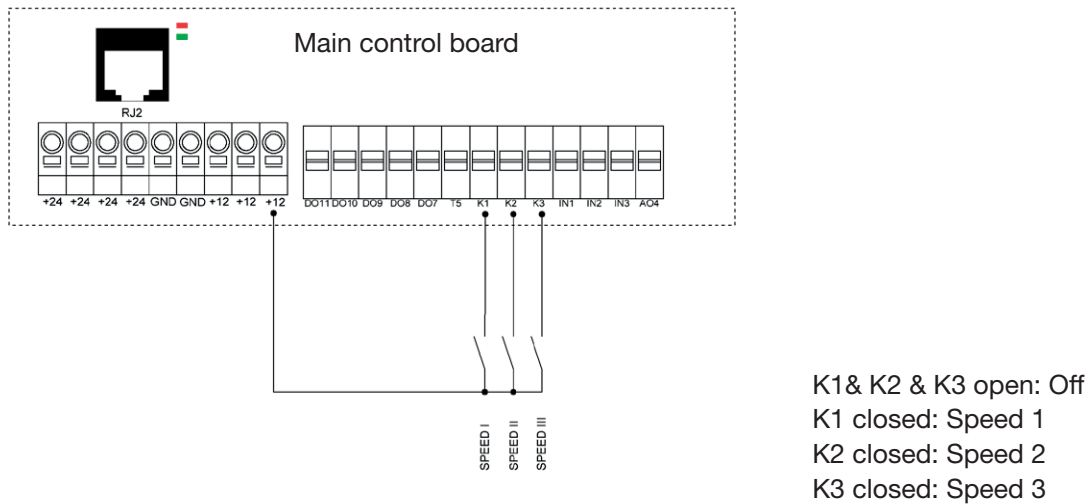 Main control board
RJ2
+24 +24 +24 +24 GND GND +12 +12 +12
DO11 DO10 DO9 DO8 DO7 T5 K1 K2 K3 IN1 IN2 IN3 AO4
SPEED I
SPEED II
SPEED III
K1& K2 & K3 open: Off
K1 closed: Speed 1
K2 closed: Speed 2
K3 closed: Speed 3